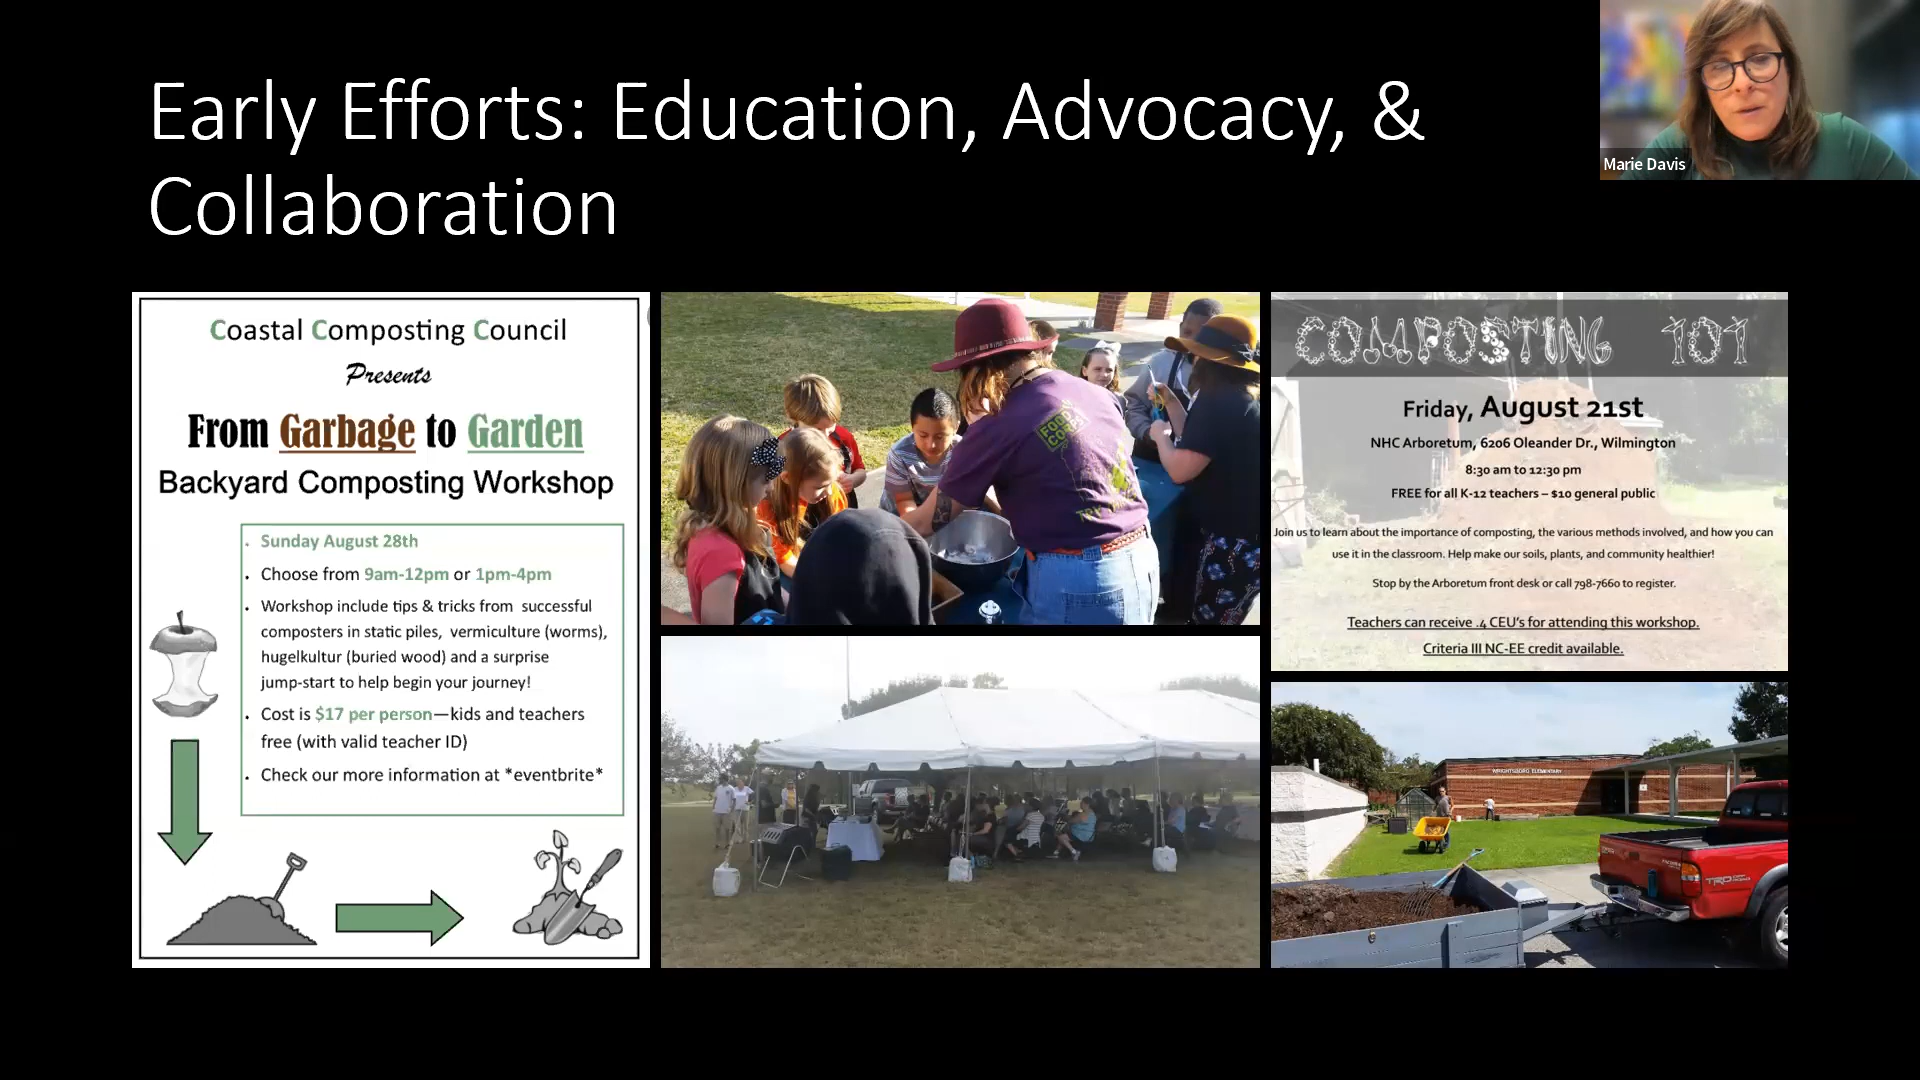 Early Efforts: Education, Advocacy, &
Collaboration
Marie Davis
Coastal Composting Council
Presents
From Garbage to Garden
Backyard Composting Workshop
Sunday August 28th
Choose from 9am-12pm or 1pm-4pm
Workshop include tips & tricks from successful
composters in static piles, vermiculture (worms),
hugelkultur (buried wood) and a surprise
jump-start to help begin your journey!
Cost is $17 per person—kids and teachers
free (with valid teacher ID)
Check our more information at *eventbrite*
FOOD
CORPS
COMPOSTING 101
Friday, August 21st
NHC Arboretum, 6206 Oleander Dr., Wilmington
8:30 am to 12:30 pm
FREE for all K-12 teachers – $10 general public
Join us to learn about the importance of composting, the various methods involved, and how you can
use it in the classroom. Help make our soils, plants, and community healthier!
Stop by the Arboretum front desk or call 798-7660 to register.
Teachers can receive .4 CEU's for attending this workshop.
Criteria III NC-EE credit available.
WRIGHTSBORO ELEMENTARY
TRD